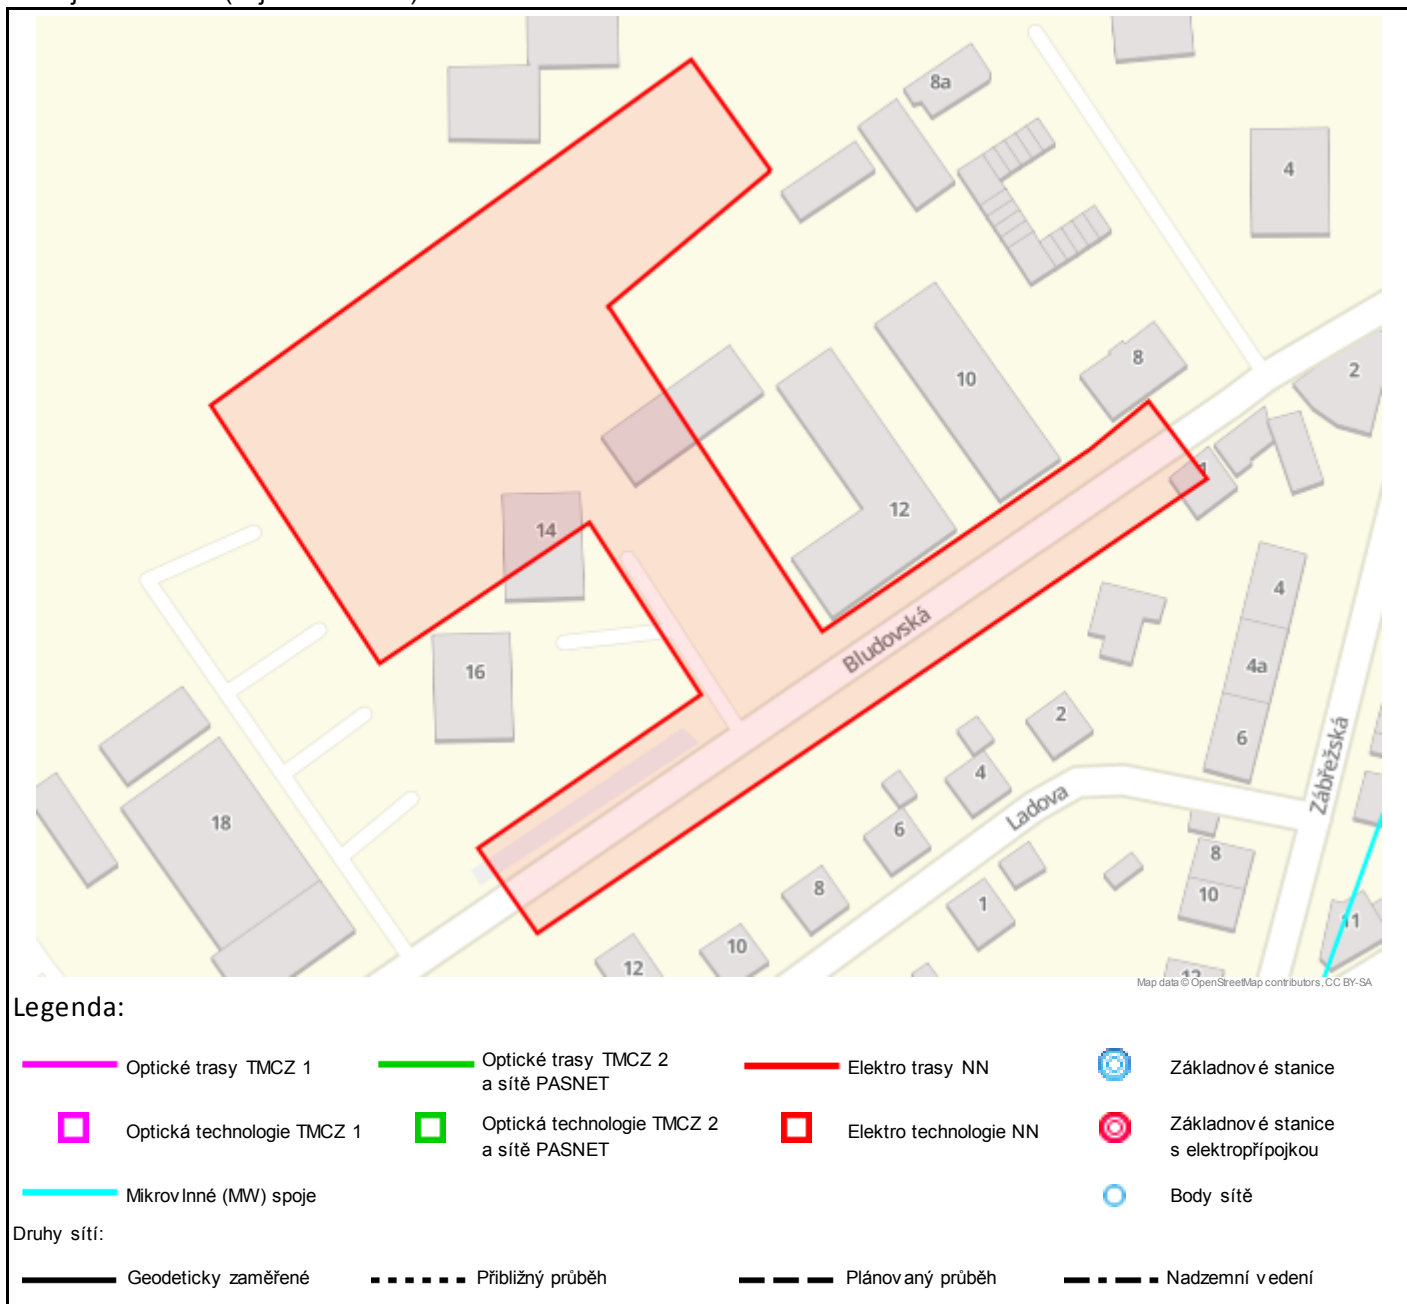 8a
4
8
2
10
12
1
14
Bludovská
4
16
4a
2
6
Zábřežská
4
Ladova
18
6
8
8
10
1
11
10
12
12
Map data © OpenStreetMap contributors, CC BY-SA
Legenda:
Optické trasy TMCZ 1
Optické trasy TMCZ 2
a sítě PASNET
Elektro trasy NN
Základnové stanice
Optická technologie TMCZ 1
Optická technologie TMCZ 2
a sítě PASNET
Elektro technologie NN
Základnové stanice
s elektropřípojkou
Mikrovlnné (MW) spoje
Body sítě
Druhy sítí:
Geodeticky zaměřené
Přibližný průběh
Plánovaný průběh
Nadzemní vedení